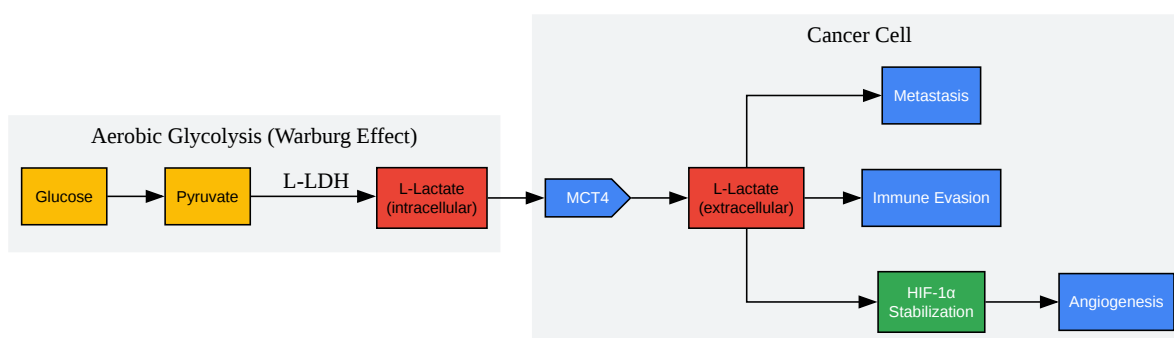 Cancer Cell
Metastasis
Aerobic Glycolysis (Warburg Effect)
Glucose
Pyruvate
L-LDH
L-Lactate
(intracellular)
MCT4
L-Lactate
(extracellular)
Immune Evasion
HIF-1α
Stabilization
Angiogenesis